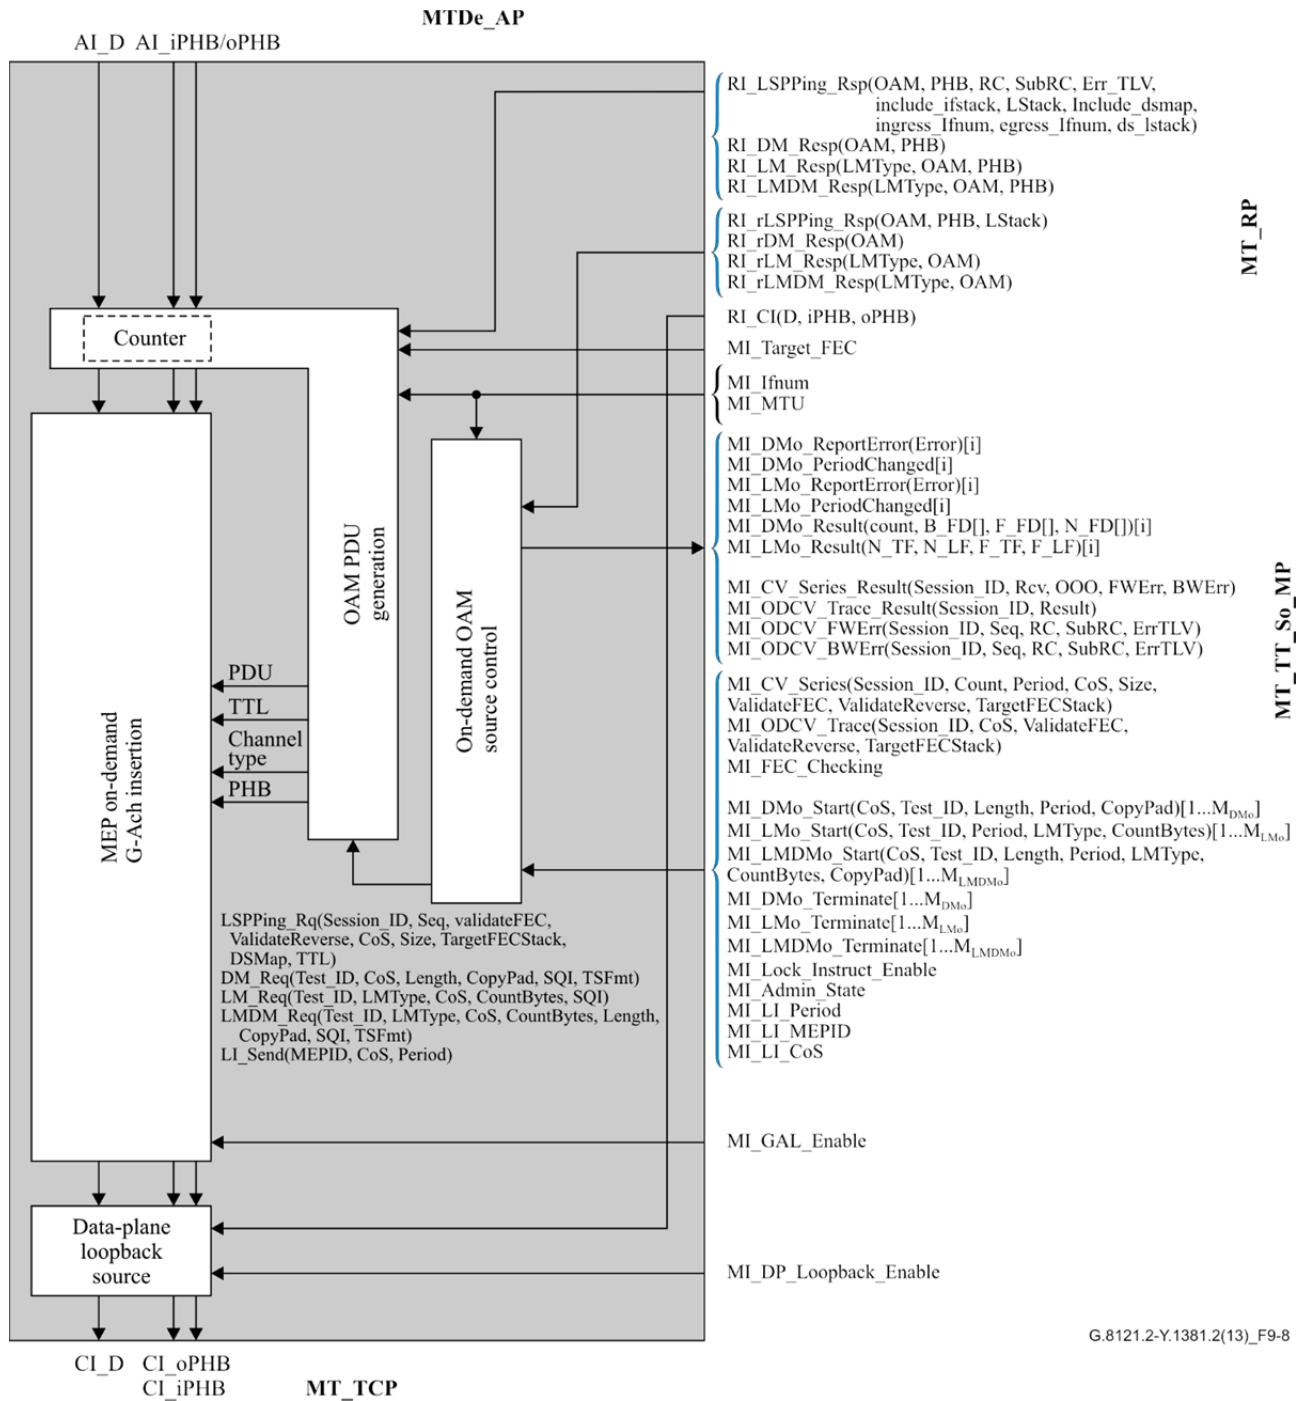 MTDe_AP
AI_D AI_iPHB/oPHB
RI_LSPPing_Rsp(OAM, PHB, RC, SubRC, Err_TLV,
include_ifstack, LStack, Include_dsmap,
ingress_Ifnum, egress_Ifnum, ds_lstack)
RI_DM_Resp(OAM, PHB)
RI_LM_Resp(LMType, OAM, PHB)
RI_LMDM_Resp(LMType, OAM, PHB)
RI_rLSPPing_Rsp(OAM, PHB, LStack)
RI_rDM_Resp(OAM)
RI_rLM_Resp(LMType, OAM)
RI_rLMDM_Resp(LMType, OAM)
MT_RP
RI_CI(D, iPHB, oPHB)
MI_Target_FEC
Counter
MI_Ifnum
MI_MTU
MI_DMo_ReportError(Error)[i]
MI_DMo_PeriodChanged[i]
MI_LMo_ReportError(Error)[i]
MI_LMo_PeriodChanged[i]
MI_DMo_Result(count, B_FD[], F_FD[], N_FD[])[i]
MI_LMo_Result(N_TF, N_LF, F_TF, F_LF)[i]
MI_CV_Series_Result(Session_ID, Rcv, OOO, FWErr, BWErr)
MI_ODCV_Trace_Result(Session_ID, Result)
MI_ODCV_FWErr(Session_ID, Seq, RC, SubRC, ErrTLV)
MI_ODCV_BWErr(Session_ID, Seq, RC, SubRC, ErrTLV)
MT_TT_So_MP
MI_CV_Series(Session_ID, Count, Period, CoS, Size,
ValidateFEC, ValidateReverse, TargetFECStack)
MI_ODCV_Trace(Session_ID, CoS, ValidateFEC,
ValidateReverse, TargetFECStack)
MI_FEC_Checking
MI_DMo_Start(CoS, Test_ID, Length, Period, CopyPad)[1...MDMo]
MI_LMo_Start(CoS, Test_ID, Period, LMType, CountBytes)[1...MLMo]
MI_LMDMo_Start(CoS, Test_ID, Length, Period, LMType,
CountBytes, CopyPad)[1...MLMDMo]
MI_DMo_Terminate[1...MDMo]
MI_LMo_Terminate[1...MLMo]
MI_LMDMo_Terminate[1...MLMDMo]
MI_Lock_Instruct_Enable
MI_Admin_State
MI_LI_Period
MI_LI_MEPID
MI_LI_CoS
OAM PDU
generation
On-demand OAM
source control
MEP on-demand
G-Ach insertion
PDU
TTL
Channel
type
PHB
LSPPing_Rq(Session_ID, Seq, validateFEC,
ValidateReverse, CoS, Size, TargetFECStack,
DSMap, TTL)
DM_Req(Test_ID, CoS, Length, CopyPad, SQI, TSFmt)
LM_Req(Test_ID, LMType, CoS, CountBytes, SQI)
LMDM_Req(Test_ID, LMType, CoS, CountBytes, Length,
CopyPad, SQI, TSFmt)
LI_Send(MEPID, CoS, Period)
MI_GAL_Enable
Data-plane
loopback
source
MI_DP_Loopback_Enable
G.8121.2-Y.1381.2(13)_F9-8
CI_D CI_oPHB
CI_iPHB
MT_TCP